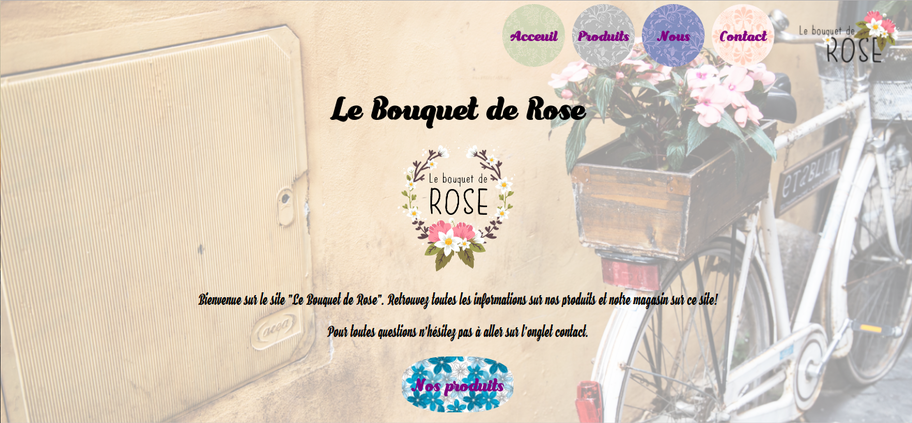 Acceuil
Produits
Nous
Contact
Le bouquet de
ROSE
Le Bouquet de Rose
Le bouquet de
ROSE
Bienvenue sur le site "Le Bouquet de Rose". Retrouvez toutes les informations sur nos produits et notre magasin sur ce site!
Pour toutes questions n'hésitez pas à aller sur l'onglet contact.
Nos produits